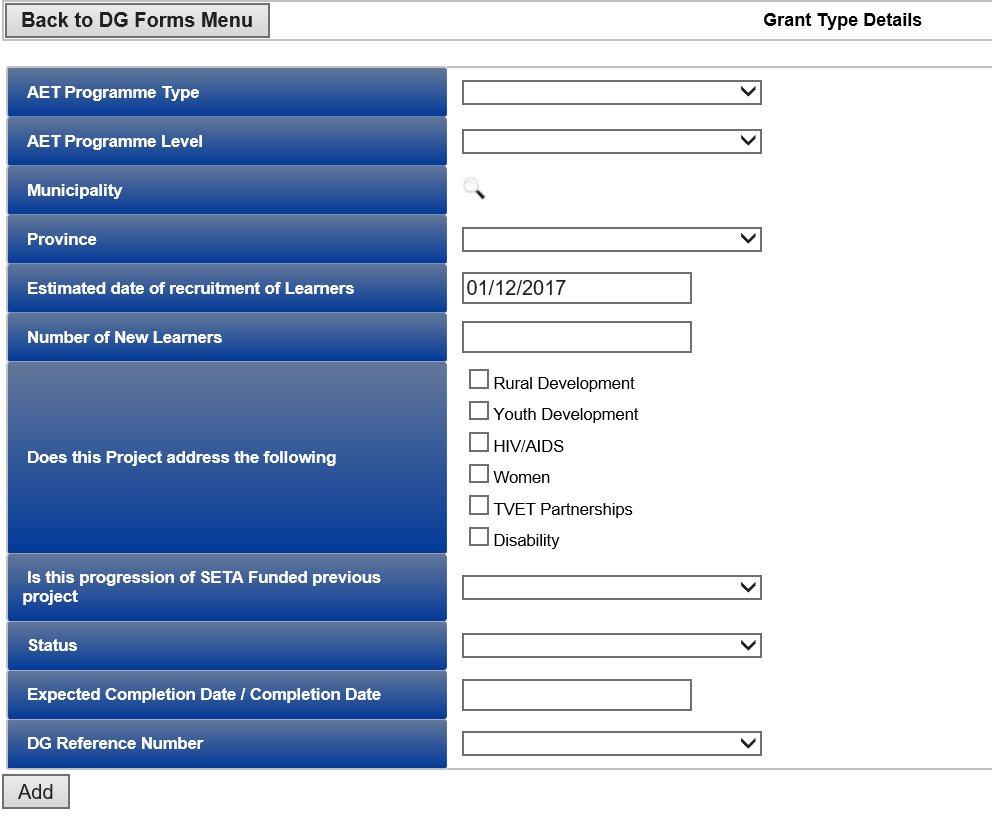 Back to DG Forms Menu
Grant Type Details
AET Programme Type
AET Programme Level
Municipality
Province
Estimated date of recruitment of Learners
01/12/2017
Number of New Learners
Does this Project address the following
Rural Development
Youth Development
HIV/AIDS
Women
TVET Partnerships
Disability
Is this progression of SETA Funded previous
project
Status
Expected Completion Date / Completion Date
DG Reference Number
Add